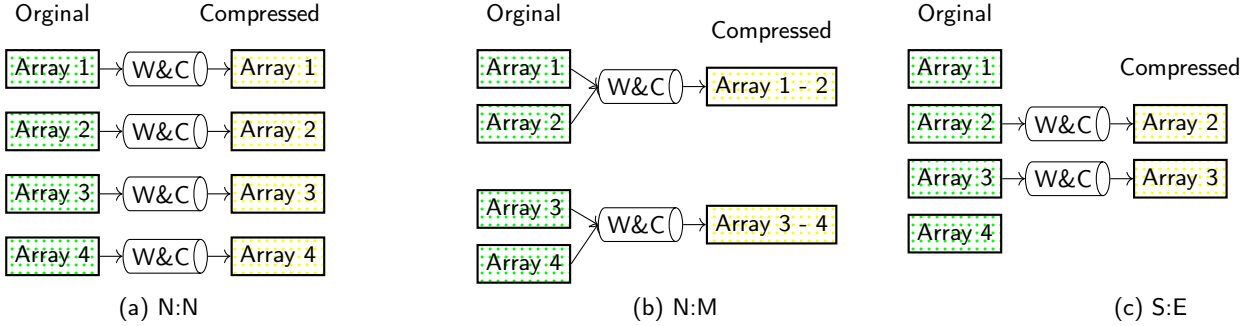 Orginal Compressed
Array 1 W&C Array 1
Array 2 W&C Array 2
Array 3 W&C Array 3
Array 4 W&C Array 4
(a) N:N
Orginal
Compressed
Array 1
W&C Array 1 - 2
Array 2
Array 3
W&C Array 3 - 4
Array 4
(b) N:M
Orginal
Array 1
Compressed
Array 2 W&C Array 2
Array 3 W&C Array 3
Array 4
(c) S:E